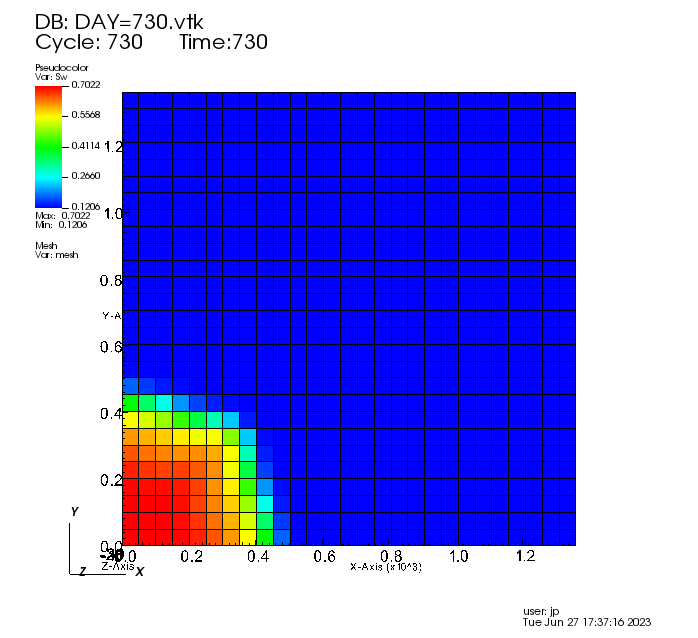 DB: DAY=730.vtk
Cycle: 730 Time:730
Pseudocolor
Var: Sw
0.7022
0.5568
0.4114
0.2660
0.1206
Max: 0.7022
Min: 0.1206
Mesh
Var: mesh
1.2
1.0
0.8
Y-A
0.6
0.4
0.2
0.0
0.0 0.2 0.4 0.6 0.8 1.0 1.2
Z-Axis
X-Axis (x10^3)
Y
Z X
user: jp
Tue Jun 27 17:37:16 2023